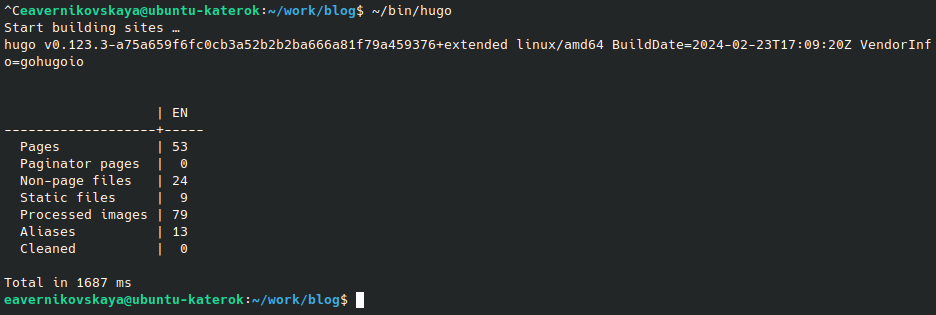 ^Ceavernikovskaya@ubuntu-katerok:~/work/blog$ ~/bin/hugo
Start building sites …
hugo v0.123.3-a75a659f6fc0cb3a52b2b2ba666a81f79a459376+extended linux/amd64 BuildDate=2024-02-23T17:09:20Z VendorInf
o=gohugoio
                   | EN
-------------------+-----
  Pages            | 53
  Paginator pages  |  0
  Non-page files   | 24
  Static files     |  9
  Processed images | 79
  Aliases          | 13
  Cleaned          |  0
Total in 1687 ms
eavernikovskaya@ubuntu-katerok:~/work/blog$